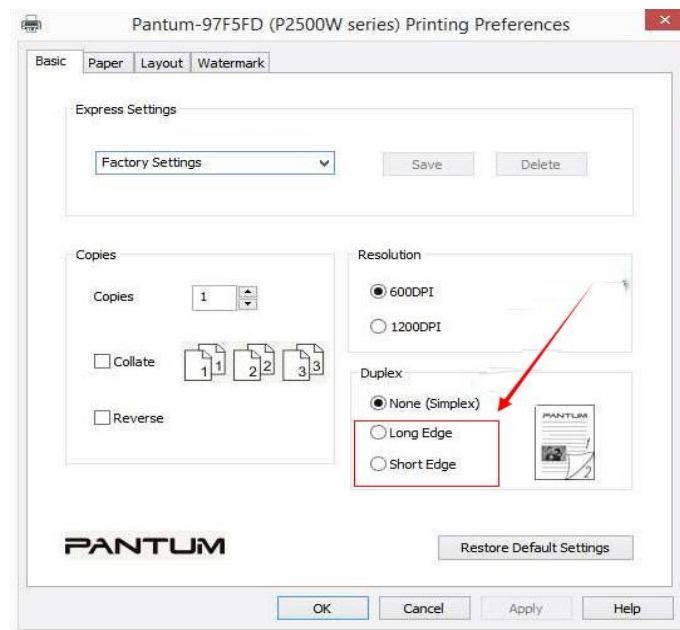 Pantum-97F5FD (P2500W series) Printing Preferences
Basic Paper Layout Watermark
Express Settings
Factory Settings
Save Delete
Copies
Copies 1
Collate 1 1 2 2 3 3
Reverse
Resolution
600DPI
1200DPI
Duplex
None (Simplex)
Long Edge
Short Edge
PANTUM
1
2
PANTUM
Restore Default Settings
OK Cancel Apply Help